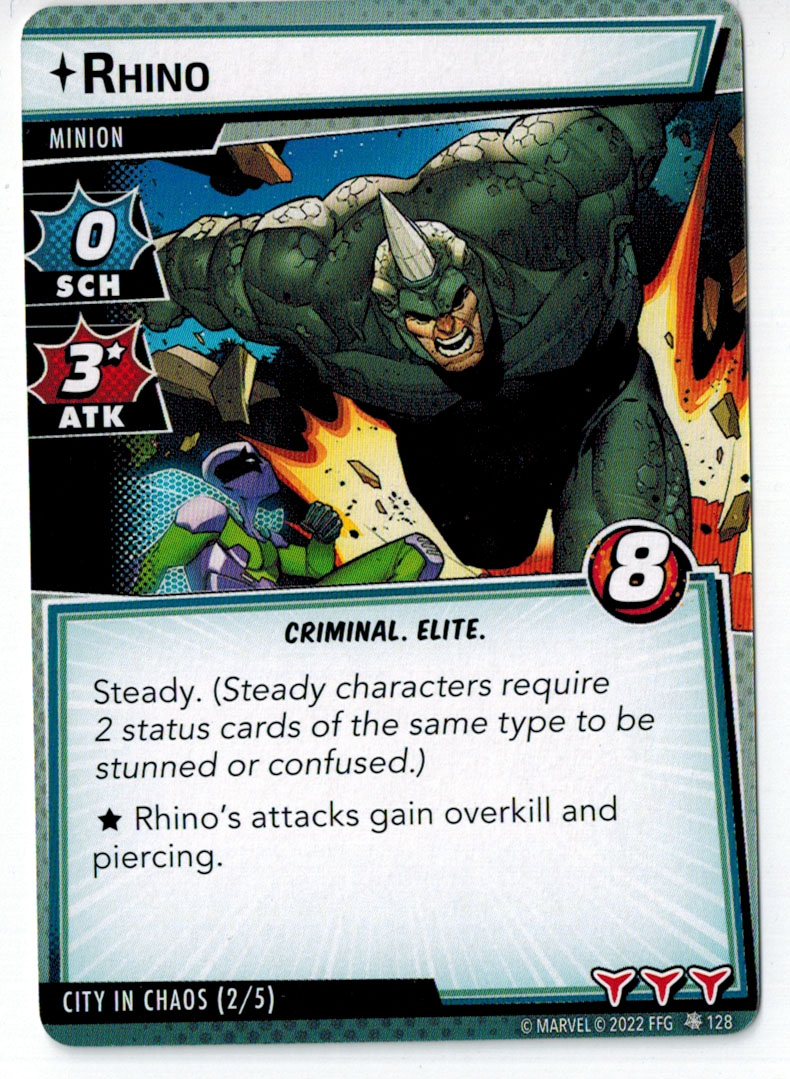 RHINO
MINION
0
SCH
3★
ATK
8
CRIMINAL. ELITE.
Steady. (Steady characters require
2 status cards of the same type to be
stunned or confused.)
★ Rhino's attacks gain overkill and
piercing.
CITY IN CHAOS (2/5)
© MARVEL © 2022 FFG 128